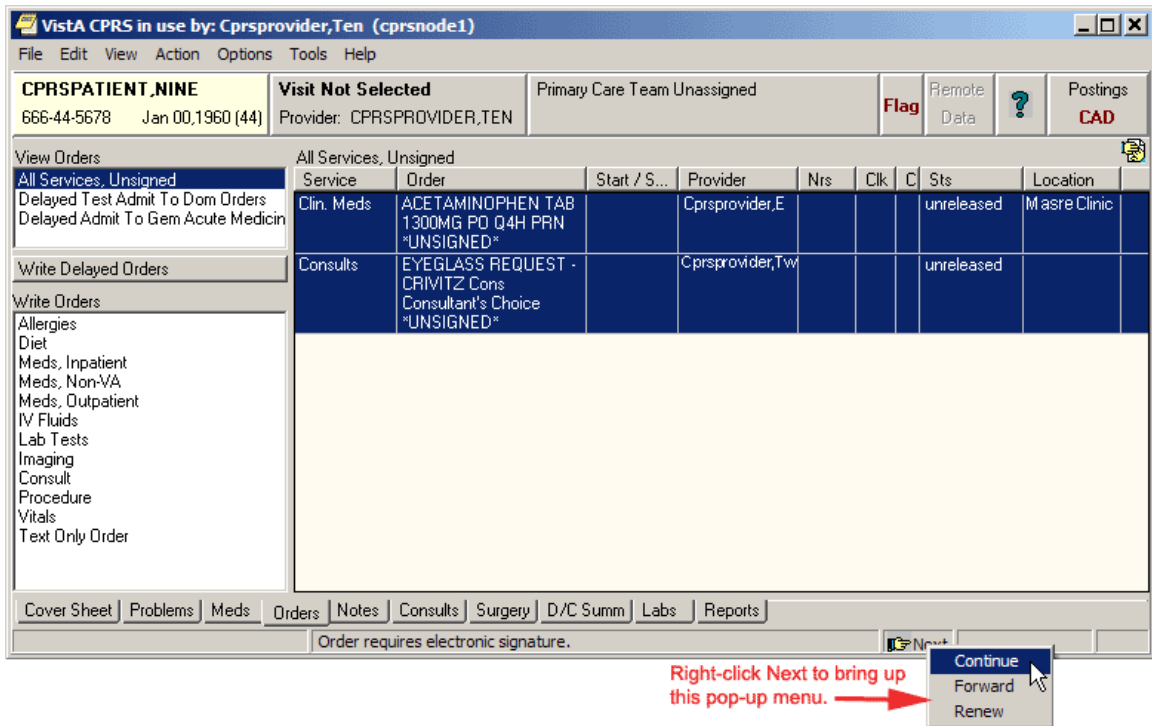 VistA CPRS in use by: Cprsprovider,Ten (cprsnode1)
File Edit View Action Options Tools Help
CPRSPATIENT,NINE
666-44-5678 Jan 00,1960 (44)
Visit Not Selected
Provider: CPRSPROVIDER,TEN
Primary Care Team Unassigned
Flag
Remote
Data
?
Postings
CAD
View Orders
All Services, Unsigned
Delayed Test Admit To Dom Orders
Delayed Admit To Gem Acute Medicin
Write Delayed Orders
Write Orders
Allergies
Diet
Meds, Inpatient
Meds, Non-VA
Meds, Outpatient
IV Fluids
Lab Tests
Imaging
Consult
Procedure
Vitals
Text Only Order
All Services, Unsigned
Service Order Start / S... Provider Nrs Clk C Sts Location
Clin. Meds ACETAMINOPHEN TAB Cprsprovider,E unreleased Masre Clinic
1300MG PO Q4H PRN
*UNSIGNED*
Consults EYEGLASS REQUEST - Cprsprovider,Tw unreleased
CRIVITZ Cons
Consultant's Choice
*UNSIGNED*
Cover Sheet Problems Meds Orders Notes Consults Surgery D/C Summ Labs Reports
Order requires electronic signature.
Next
Continue
Forward
Renew
Right-click Next to bring up
this pop-up menu.